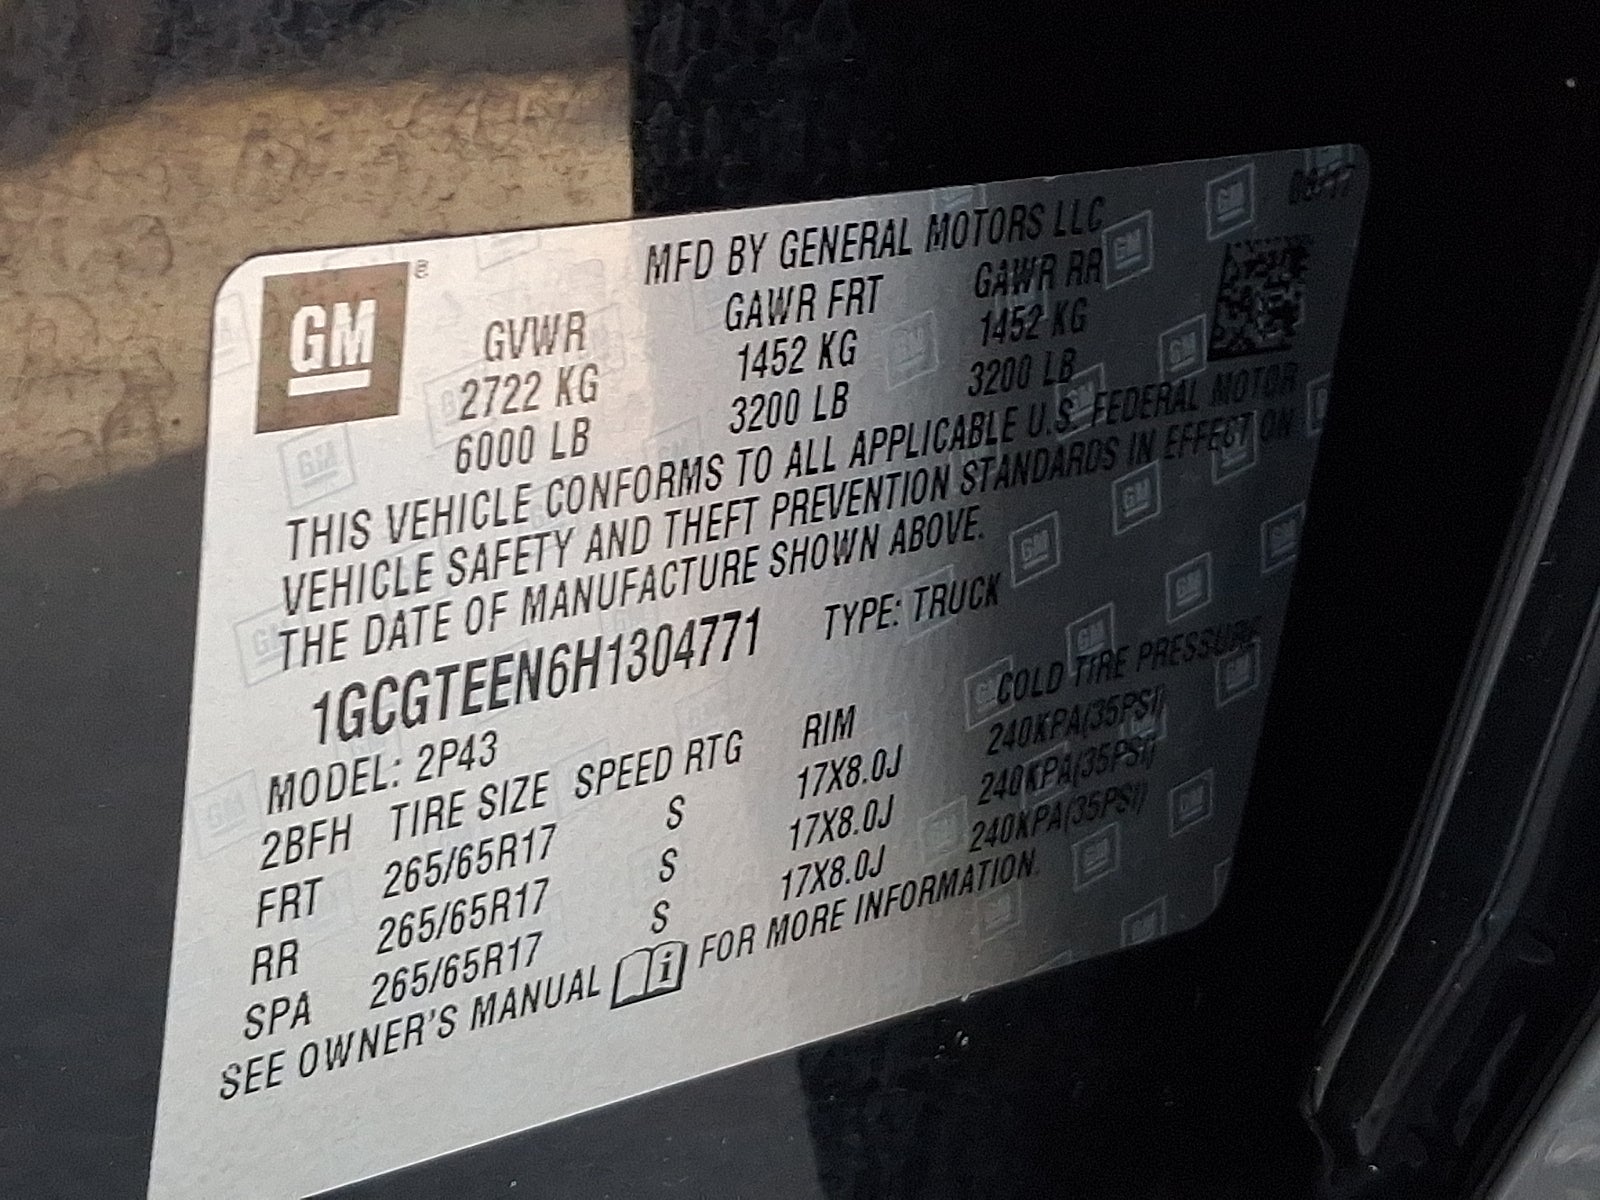 GM
MFD BY GENERAL MOTORS LLC
GVWR GAWR FRT GAWR RR
2722 KG 1452 KG 1452 KG
6000 LB 3200 LB 3200 LB
THIS VEHICLE CONFORMS TO ALL APPLICABLE U.S. FEDERAL MOTOR
VEHICLE SAFETY AND THEFT PREVENTION STANDARDS IN EFFECT ON
THE DATE OF MANUFACTURE SHOWN ABOVE.
1GCGTEEN6H1304771 TYPE: TRUCK
MODEL: 2P43
2BFH TIRE SIZE SPEED RTG RIM COLD TIRE PRESSURE
FRT 265/65R17 S 17X8.0J 240KPA(35PSI)
RR 265/65R17 S 17X8.0J 240KPA(35PSI)
SPA 265/65R17 S 17X8.0J 240KPA(35PSI)
SEE OWNER'S MANUAL FOR MORE INFORMATION.